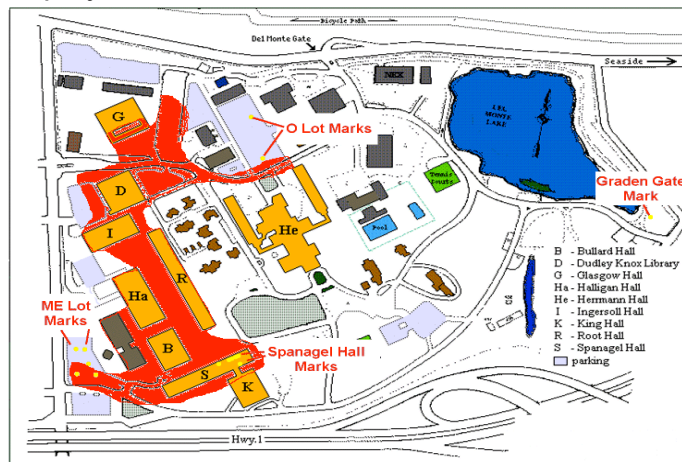 Bicycle Path
Del Monte Gate
Seaside
NEX
G
O Lot Marks
DEL
MONTE
LAKE
D
Tennis
Courts
Graden Gate
Mark
I
He
Pool
R
B - Bullard Hall
D - Dudley Knox Library
G - Glasgow Hall
Ha - Halligan Hall
He - Herrmann Hall
I - Ingersoll Hall
K - King Hall
R - Root Hall
S - Spanagel Hall
parking
Ha
ME Lot
Marks
B
Spanagel Hall
Marks
S
K
Hwy.1